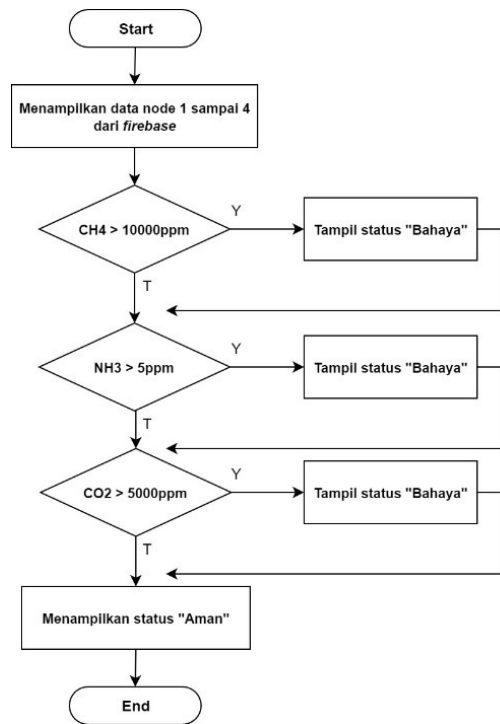 Start
Menampilkan data node 1 sampai 4
dari firebase
CH4 > 10000ppm
Y
Tampil status "Bahaya"
T
NH3 > 5ppm
Y
Tampil status "Bahaya"
T
CO2 > 5000ppm
Y
Tampil status "Bahaya"
T
Menampilkan status "Aman"
End